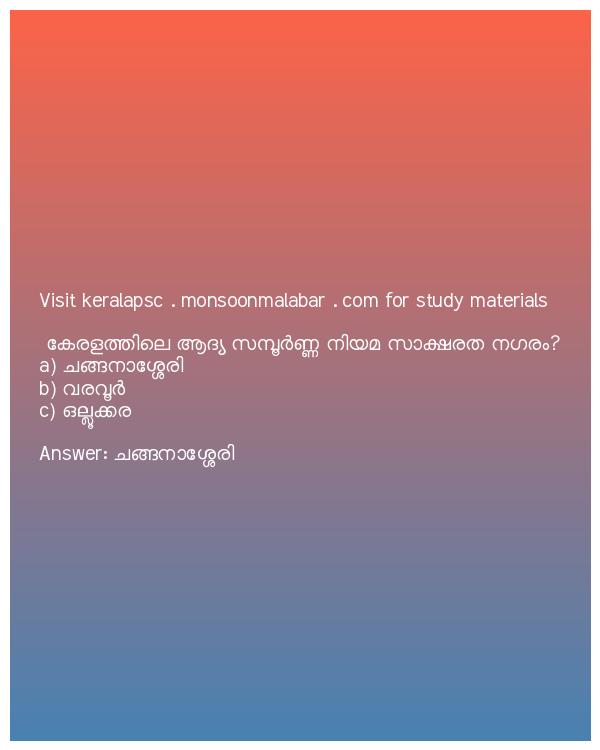 Visit keralapsc . monsoonmalabar . com for study materials
കേരളത്തിലെ ആദ്യ സമ്പൂർണ്ണ നിയമ സാക്ഷരത നഗരം?
a) ചങ്ങനാശ്ശേരി
b) വരവൂർ
c) ഒല്ലൂക്കര
Answer: ചങ്ങനാശ്ശേരി